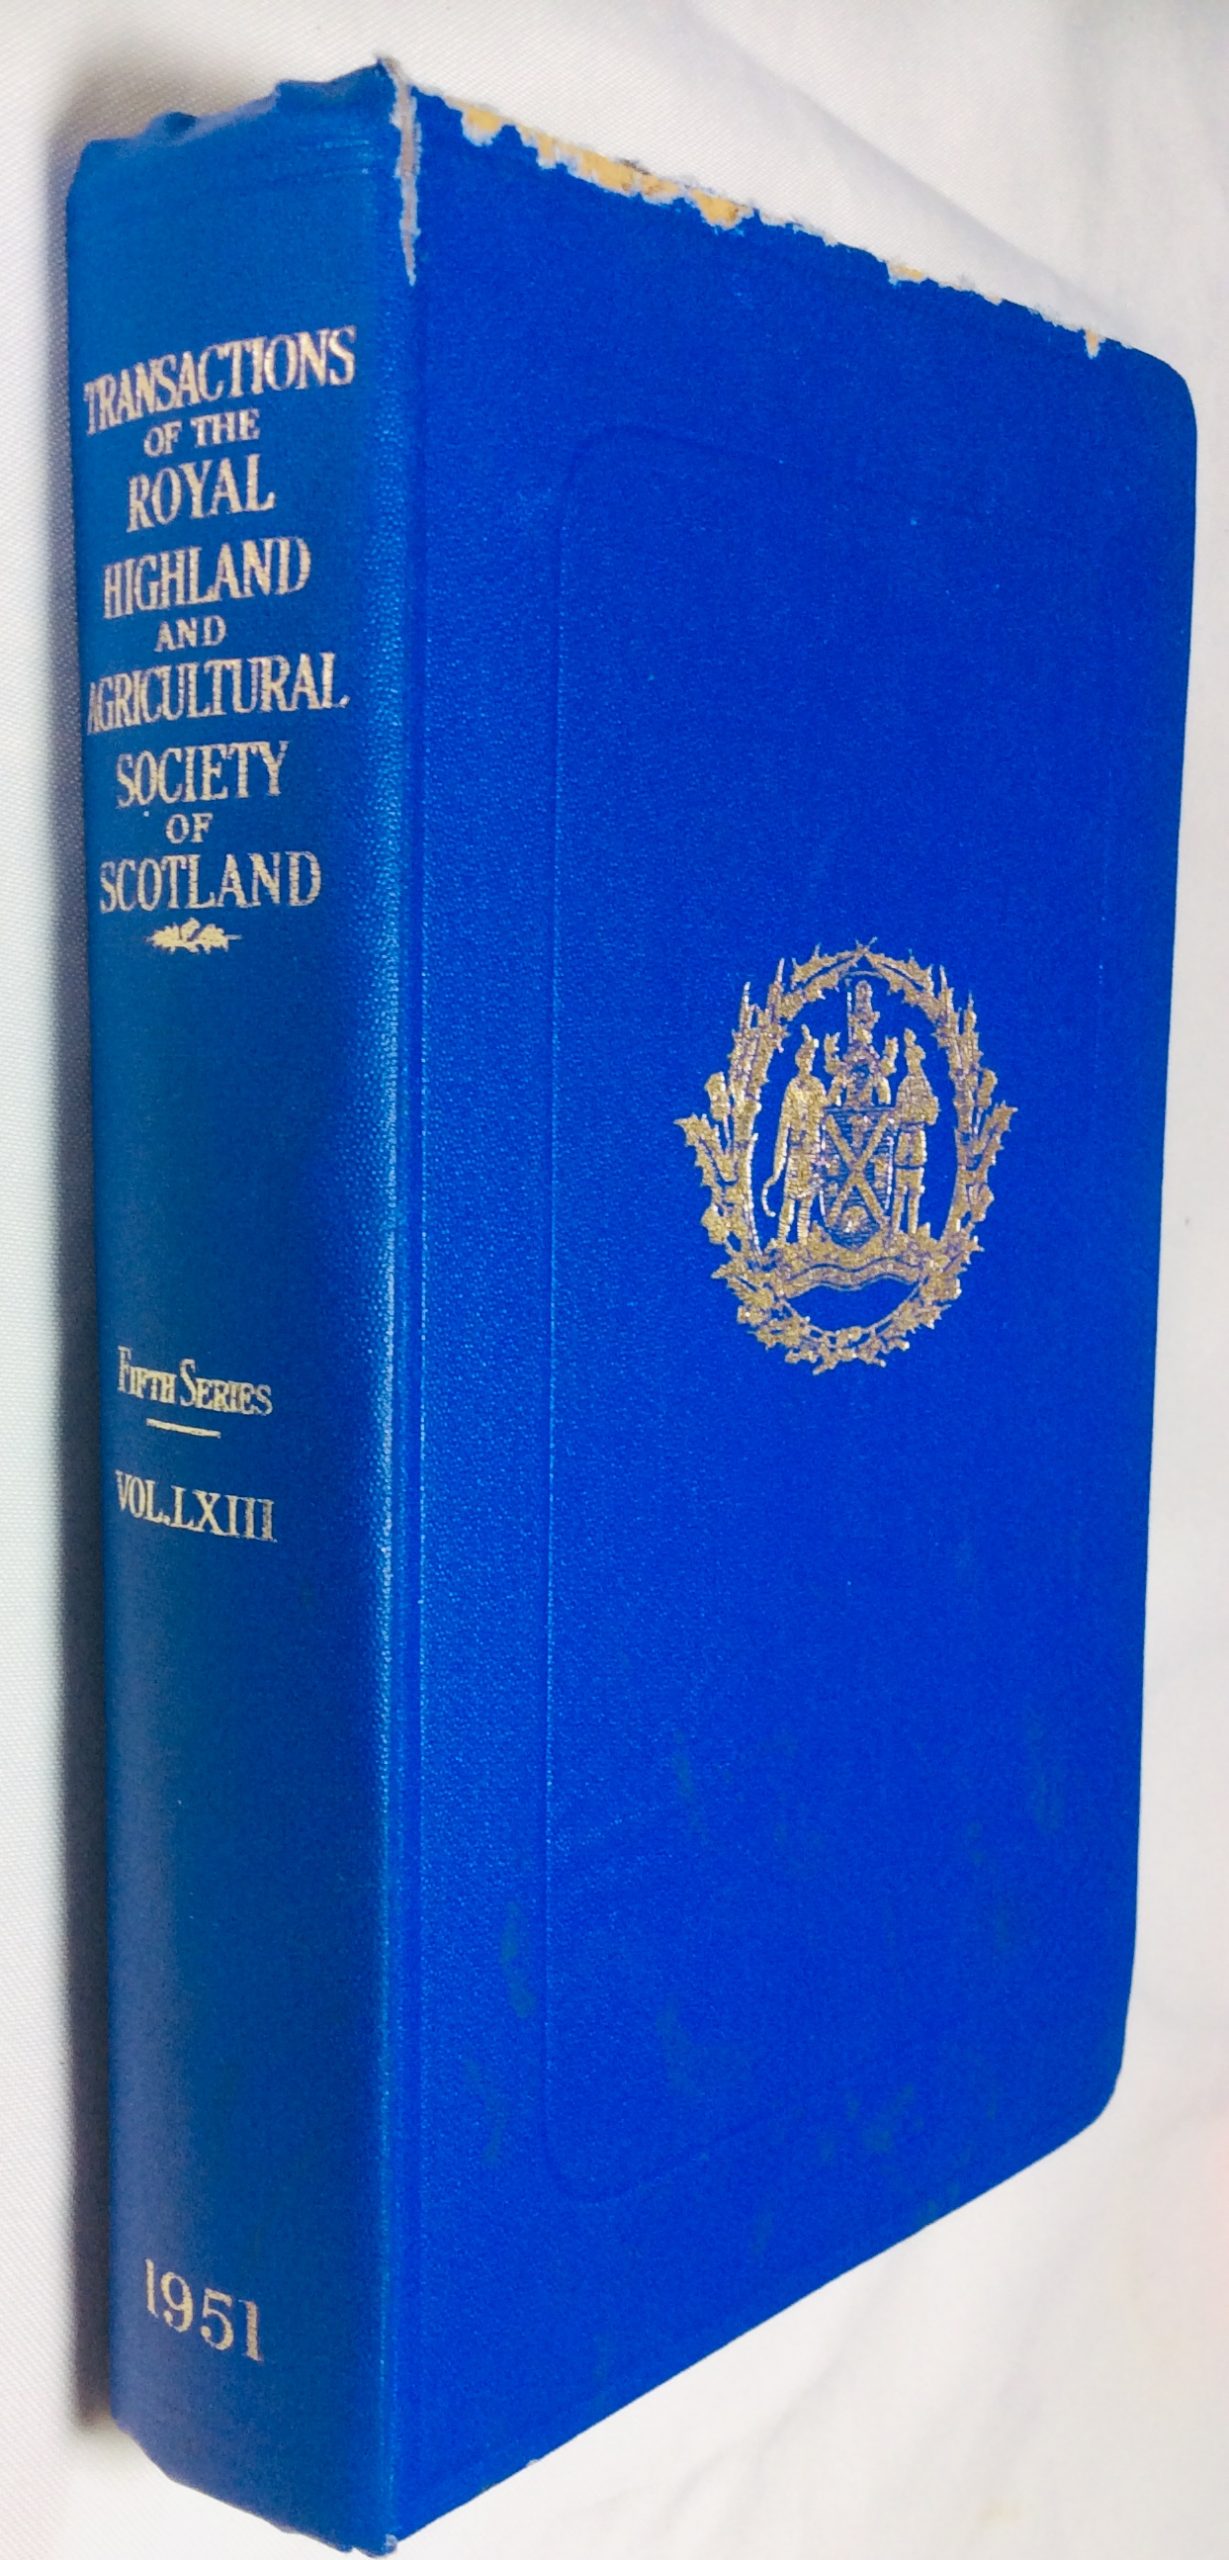 TRANSACTIONS
OF THE
ROYAL
HIGHLAND
AND
AGRICULTURAL
SOCIETY
OF
SCOTLAND
FIFTH SERIES
VOL. LXIII
1951